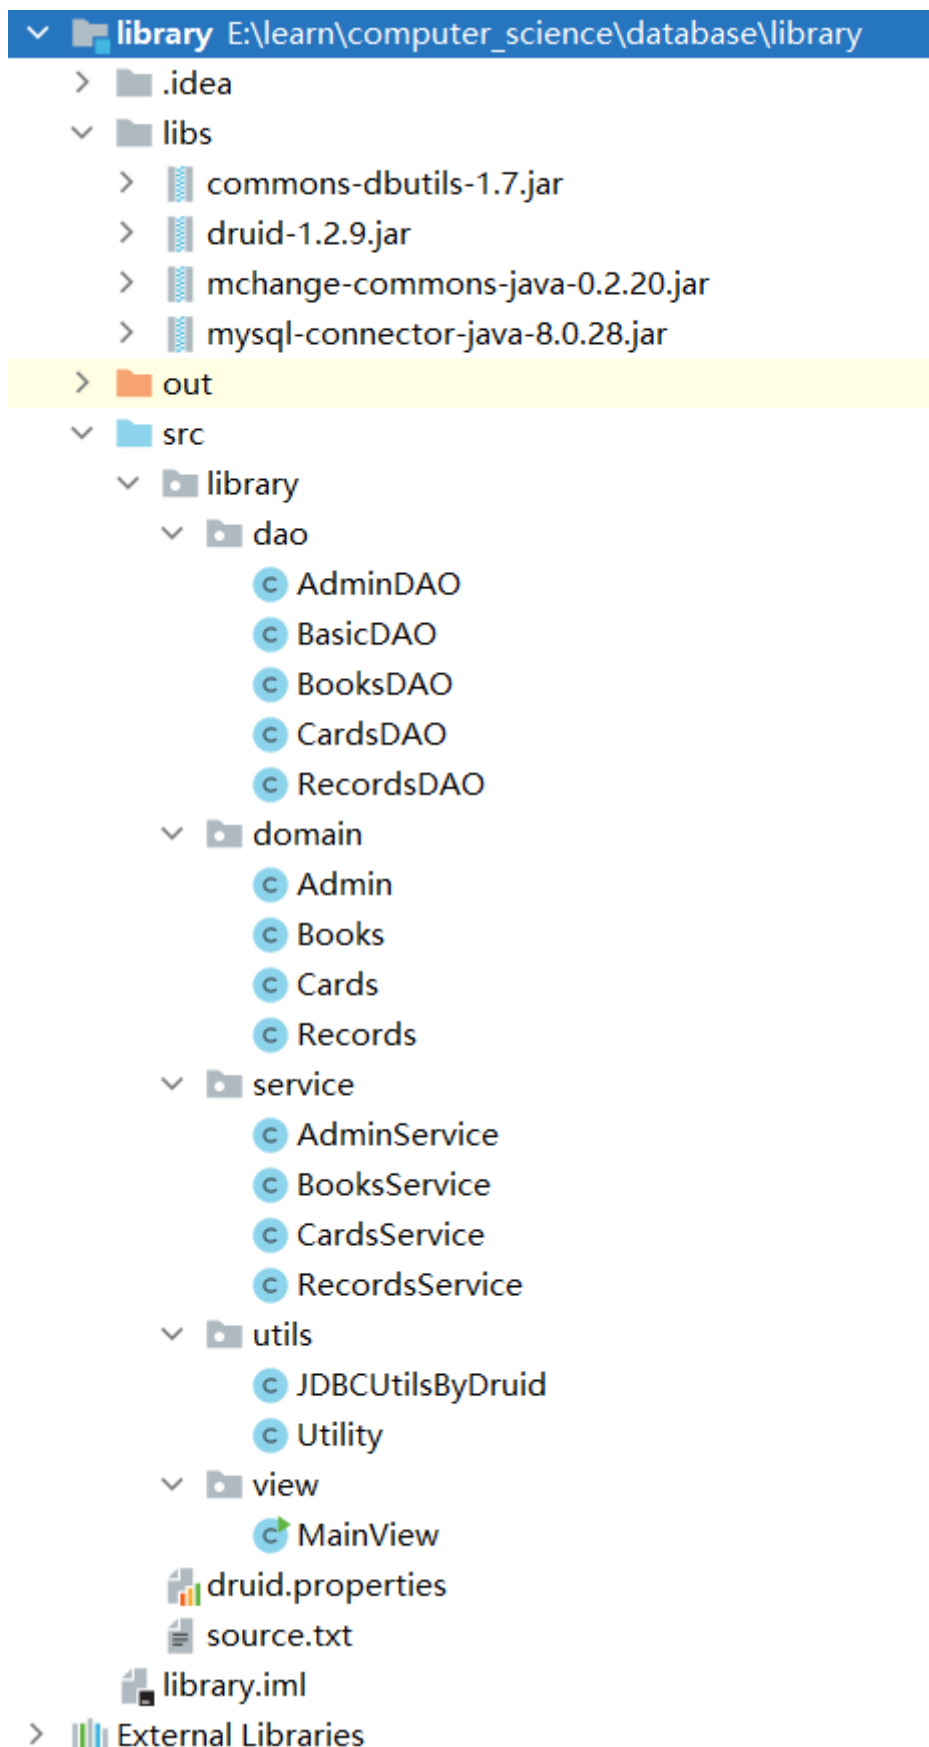 library E:\learn\computer_science\database\library
.idea
libs
commons-dbutils-1.7.jar
druid-1.2.9.jar
mchange-commons-java-0.2.20.jar
mysql-connector-java-8.0.28.jar
out
src
library
dao
C AdminDAO
C BasicDAO
C BooksDAO
C CardsDAO
C RecordsDAO
domain
C Admin
C Books
C Cards
C Records
service
C AdminService
C BooksService
C CardsService
C RecordsService
utils
C JDBCUtilsByDruid
C Utility
view
C MainView
druid.properties
source.txt
library.iml
External Libraries